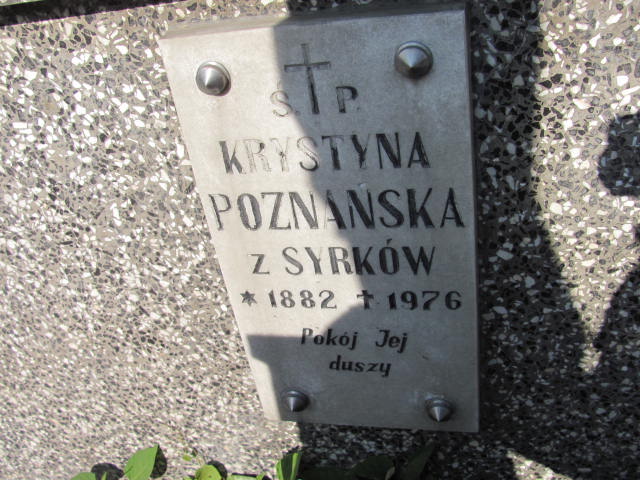 Ś. P.
KRYSTYNA
POZNAŃSKA
z SYRKÓW
* 1882 ✝ 1976
Pokój Jej
duszy